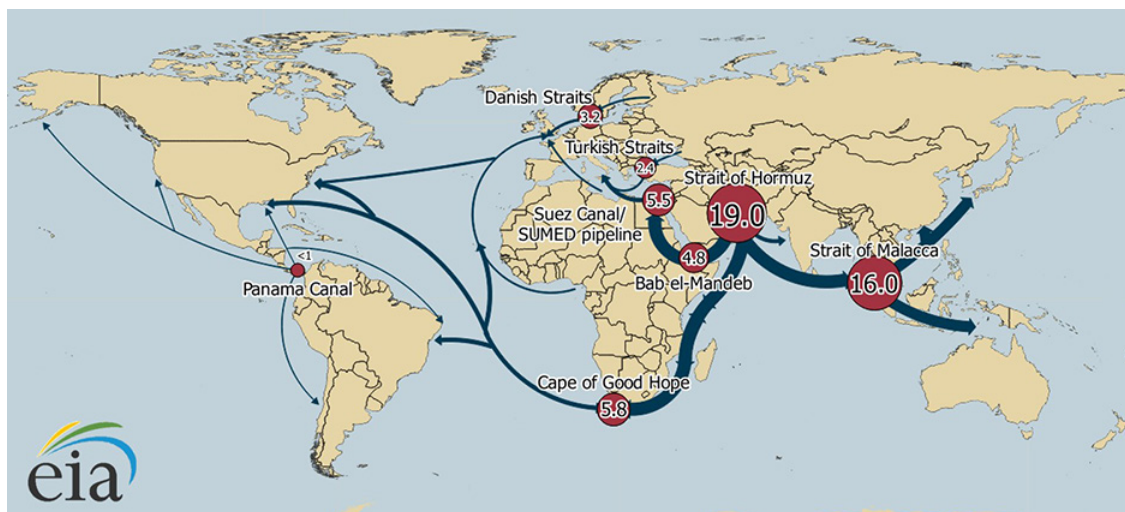 Danish Straits
3.2
Turkish Straits
2.4
Strait of Hormuz
19.0
5.5
Suez Canal/
SUMED pipeline
4.8
Bab el-Mandeb
Strait of Malacca
16.0
<1
Panama Canal
Cape of Good Hope
5.8
eia